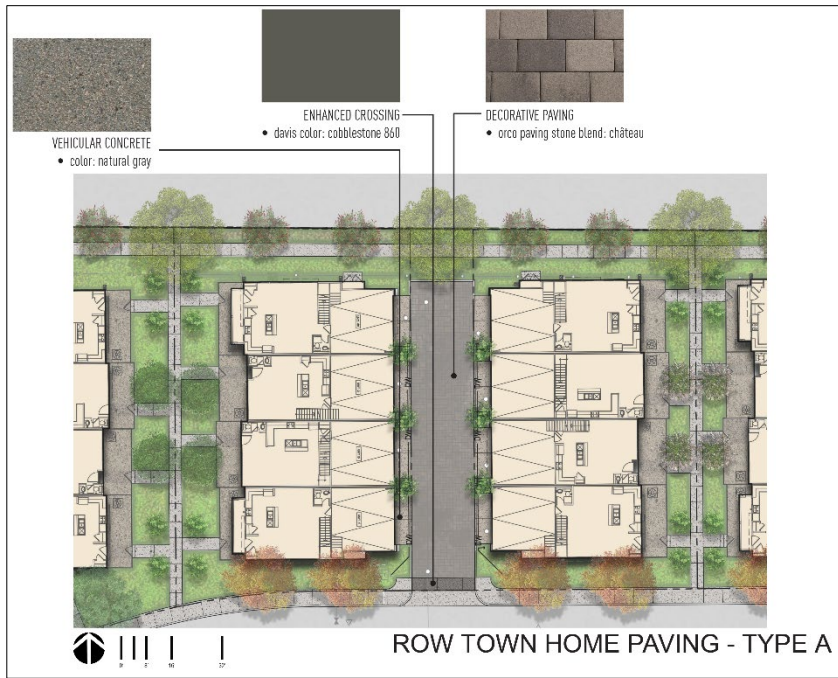 ENHANCED CROSSING
• davis color: cobblestone 860
DECORATIVE PAVING
• orco paving stone blend: château
VEHICULAR CONCRETE
• color: natural gray
ROW TOWN HOME PAVING - TYPE A